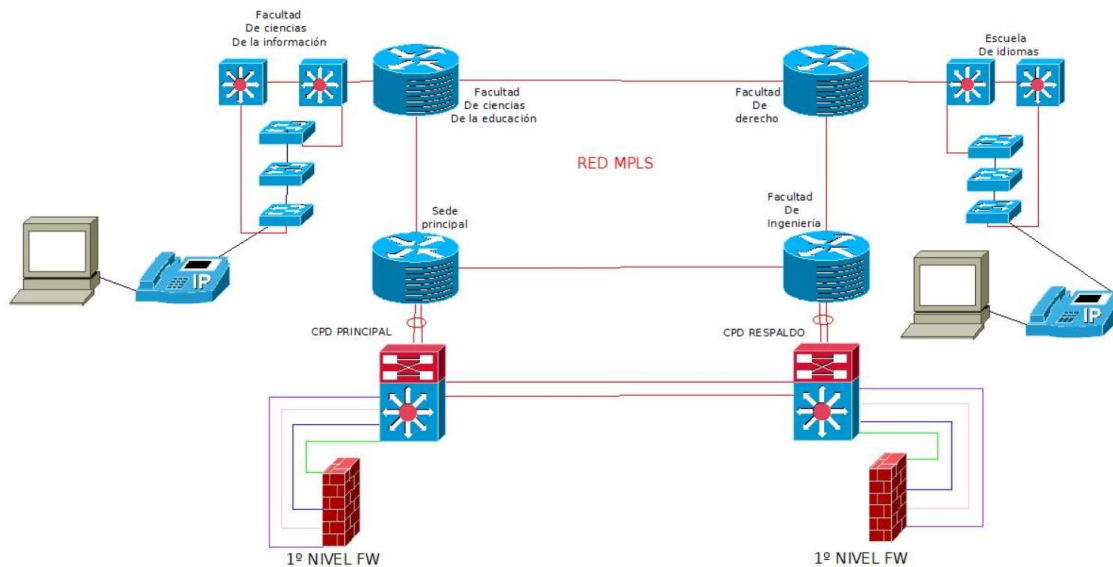 Facultad
De ciencias
De la información
Escuela
De idiomas
Facultad
De ciencias
De la educación
Facultad
De
derecho
RED MPLS
Sede
principal
Facultad
De
Ingeniería
IP
IP
CPD PRINCIPAL
CPD RESPALDO
1º NIVEL FW
1º NIVEL FW